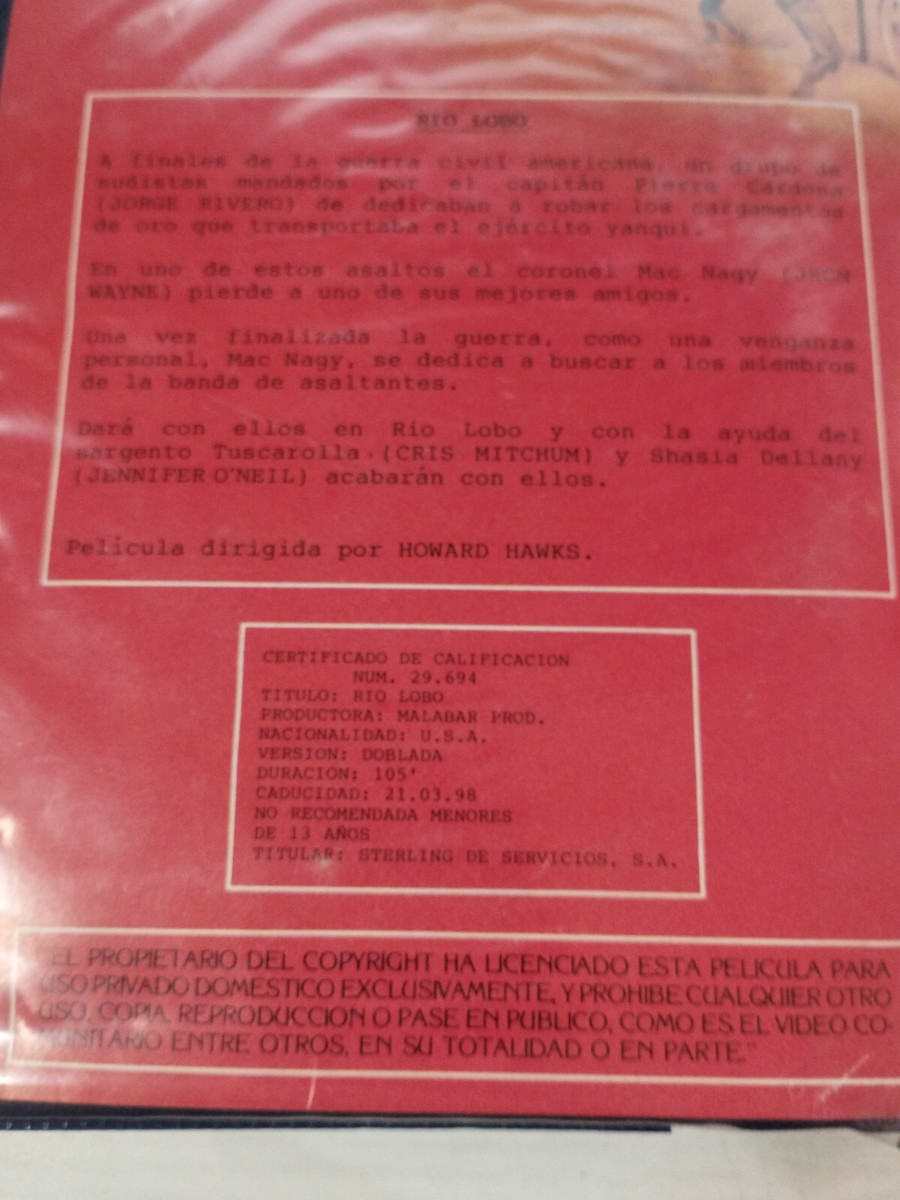 RIO LOBO
A finales de la guerra civil americana, un grupo de
sudistas mandados por el capitán Pierre Cardona
(JORGE RIVERO) de dedicaban a robar los cargamentos
de oro que transportaba el ejército yanqui.
En uno de estos asaltos el coronel Mac Nagy (JHON
WAYNE) pierde a uno de sus mejores amigos.
Una vez finalizada la guerra, como una venganza
personal, Mac Nagy, se dedica a buscar a los miembros
de la banda de asaltantes.
Dará con ellos en Rio Lobo y con la ayuda del
sargento Tuscarolla (CRIS MITCHUM) y Shasia Dellany
(JENNIFER O'NEIL) acabarán con ellos.
Película dirigida por HOWARD HAWKS.
CERTIFICADO DE CALIFICACION
NUM. 29.694
TITULO: RIO LOBO
PRODUCTORA: MALABAR PROD.
NACIONALIDAD: U.S.A.
VERSION: DOBLADA
DURACION: 105'
CADUCIDAD: 21.03.98
NO RECOMENDADA MENORES
DE 13 AÑOS
TITULAR: STERLING DE SERVICIOS, S.A.
"EL PROPIETARIO DEL COPYRIGHT HA LICENCIADO ESTA PELICULA PARA
USO PRIVADO DOMESTICO EXCLUSIVAMENTE, Y PROHIBE CUALQUIER OTRO
USO, COPIA, REPRODUCCION O PASE EN PUBLICO, COMO ES EL VIDEO CO-
MUNITARIO ENTRE OTROS, EN SU TOTALIDAD O EN PARTE."